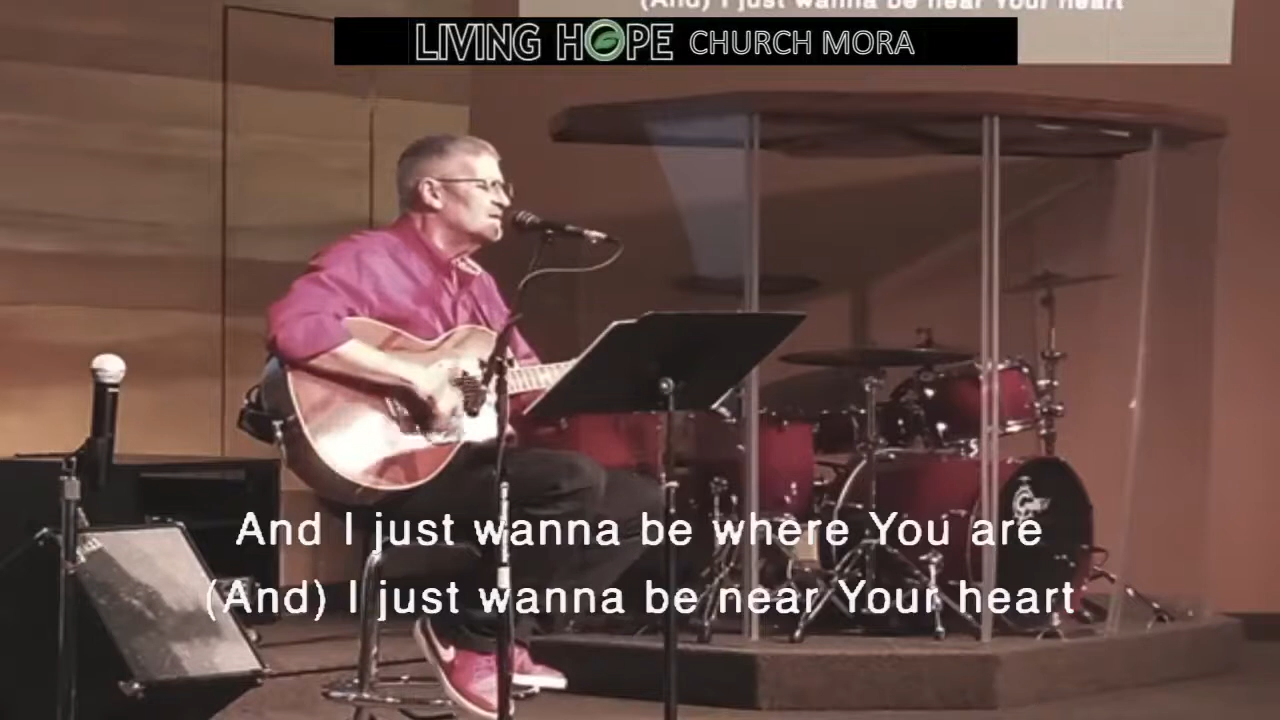 (And) I just wanna be near Your heart
LIVING HOPE CHURCH MORA
And I just wanna be where You are
(And) I just wanna be near Your heart